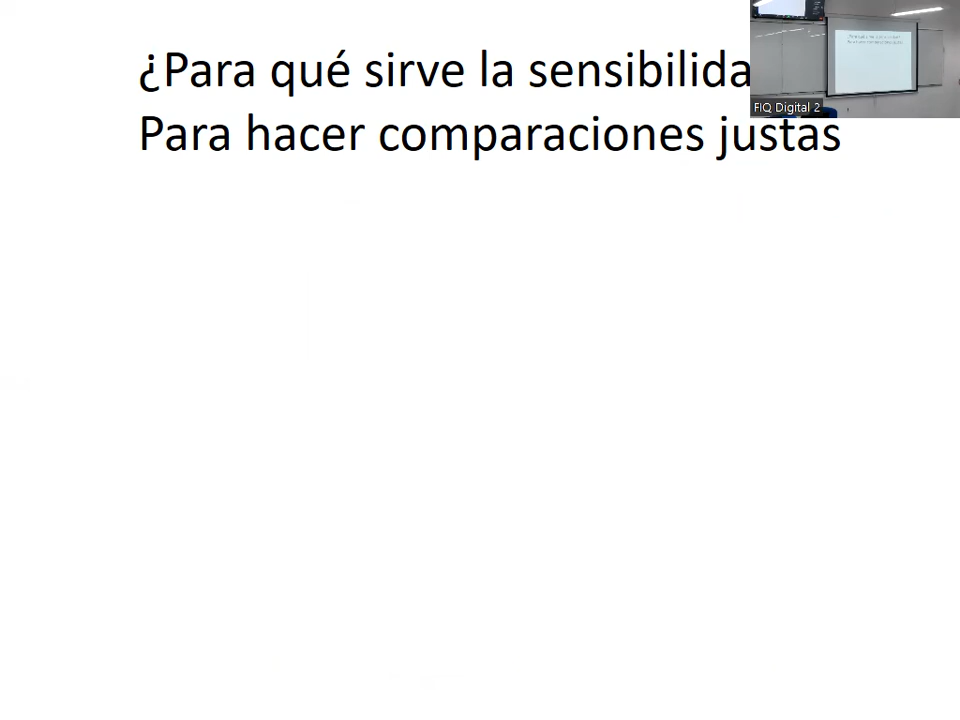 ¿Para qué sirve la sensibilida
Para hacer comparaciones justas
FIQ Digital 2